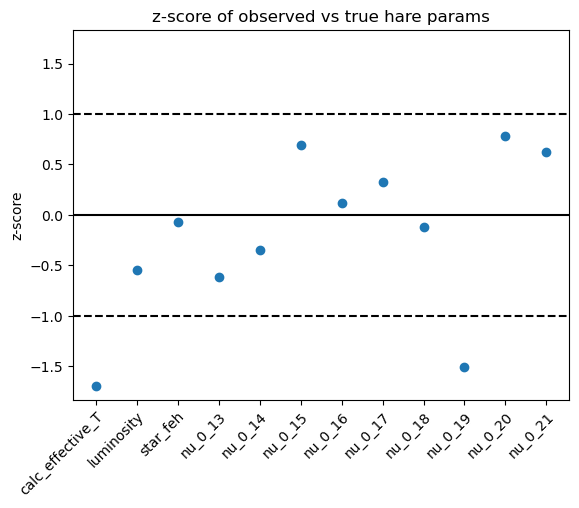 z-score of observed vs true hare params
z-score
1.5
1.0
0.5
0.0
−0.5
−1.0
−1.5
calc_effective_T
luminosity
star_feh
nu_0_13
nu_0_14
nu_0_15
nu_0_16
nu_0_17
nu_0_18
nu_0_19
nu_0_20
nu_0_21